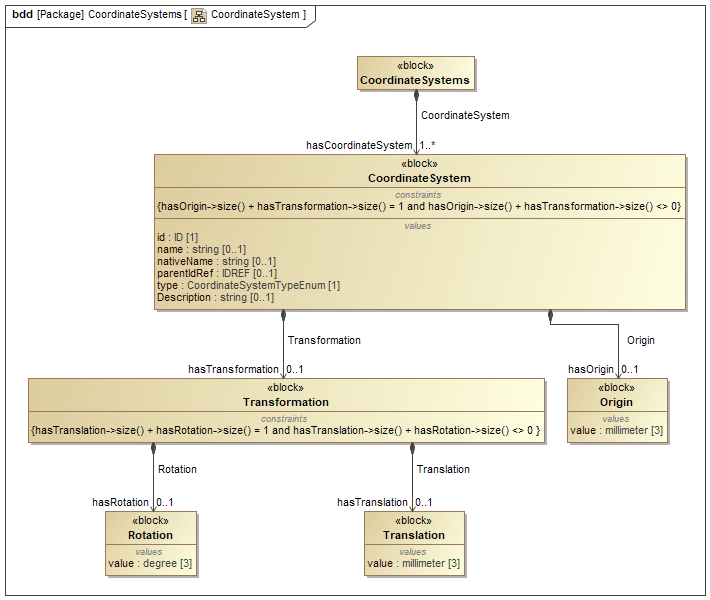 bdd [Package] CoordinateSystems [ CoordinateSystem ]
«block»
CoordinateSystems
CoordinateSystem
hasCoordinateSystem 1..*
«block»
CoordinateSystem
constraints
{hasOrigin->size() + hasTransformation->size() = 1 and hasOrigin->size() + hasTransformation->size() <> 0}
values
id : ID [1]
name : string [0..1]
nativeName : string [0..1]
parentIdRef : IDREF [0..1]
type : CoordinateSystemTypeEnum [1]
Description : string [0..1]
Transformation
Origin
hasTransformation 0..1
hasOrigin 0..1
«block»
Transformation
constraints
{hasTranslation->size() + hasRotation->size() = 1 and hasTranslation->size() + hasRotation->size() <> 0 }
«block»
Origin
values
value : millimeter [3]
Rotation
Translation
hasRotation 0..1
hasTranslation 0..1
«block»
Rotation
values
value : degree [3]
«block»
Translation
values
value : millimeter [3]